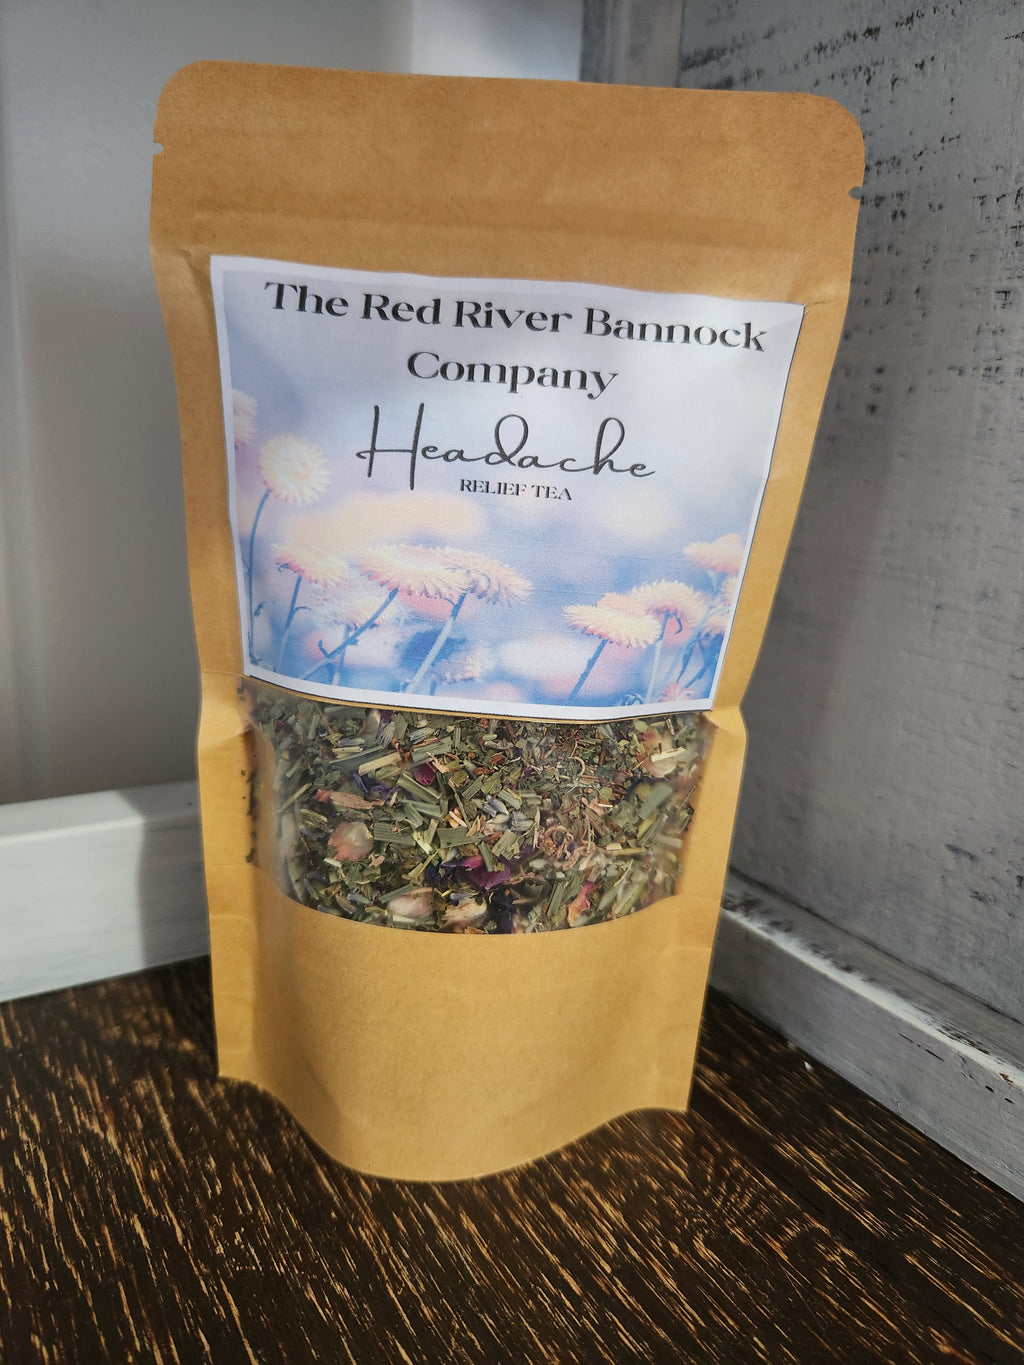 The Red River Bannock
Company
Headache
RELIEF TEA